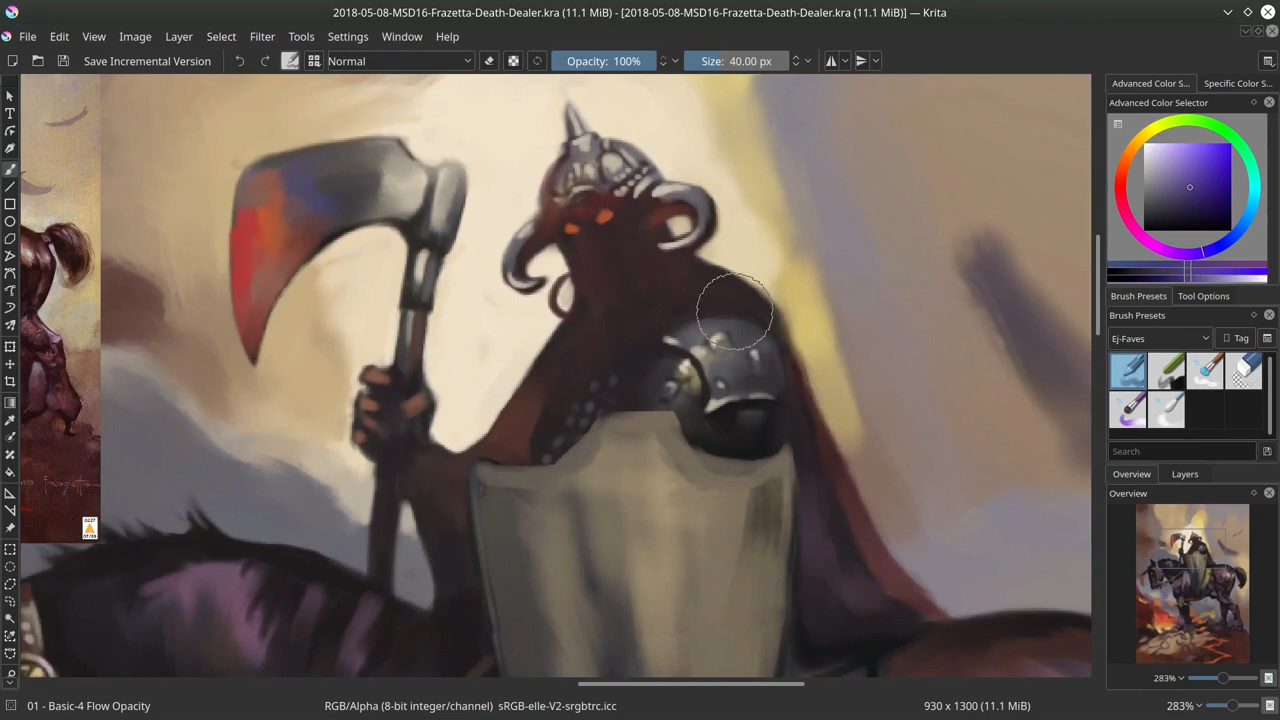 2018-05-08-MSD16-Frazetta-Death-Dealer.kra (11.1 MiB) - [2018-05-08-MSD16-Frazetta-Death-Dealer.kra (11.1 MiB)] — Krita
File Edit View Image Layer Select Filter Tools Settings Window Help
Save Incremental Version Normal Opacity: 100% Size: 40.00 px
Advanced Color S... Specific Color S...
Advanced Color Selector
Brush Presets Tool Options
Brush Presets
Ej-Faves Tag
Search
Overview Layers
Overview
283%
01 - Basic-4 Flow Opacity RGB/Alpha (8-bit integer/channel) sRGB-elle-V2-srgbtrc.icc 930 x 1300 (11.1 MiB) 283%